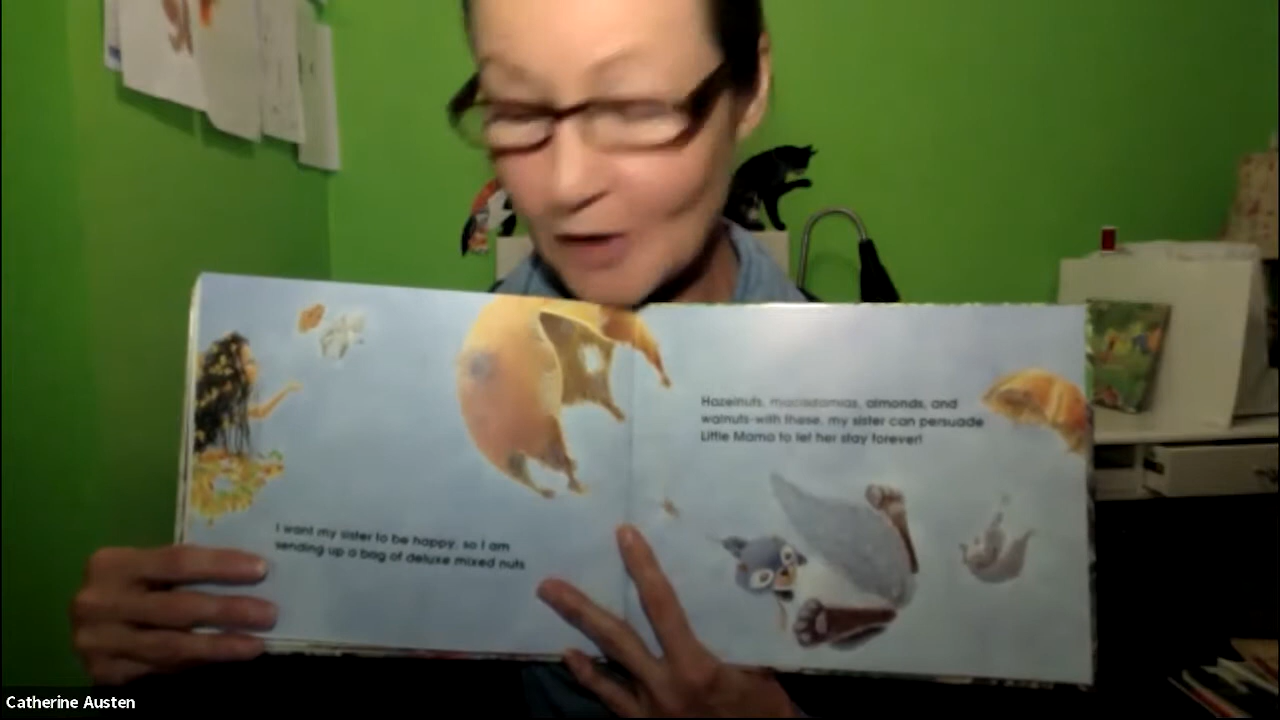 I want my sister to be happy, so I am
sending up a bag of deluxe mixed nuts
Hazelnuts, macadamias, almonds, and
walnuts-with these, my sister can persuade
Little Mama to let her stay forever!
Catherine Austen